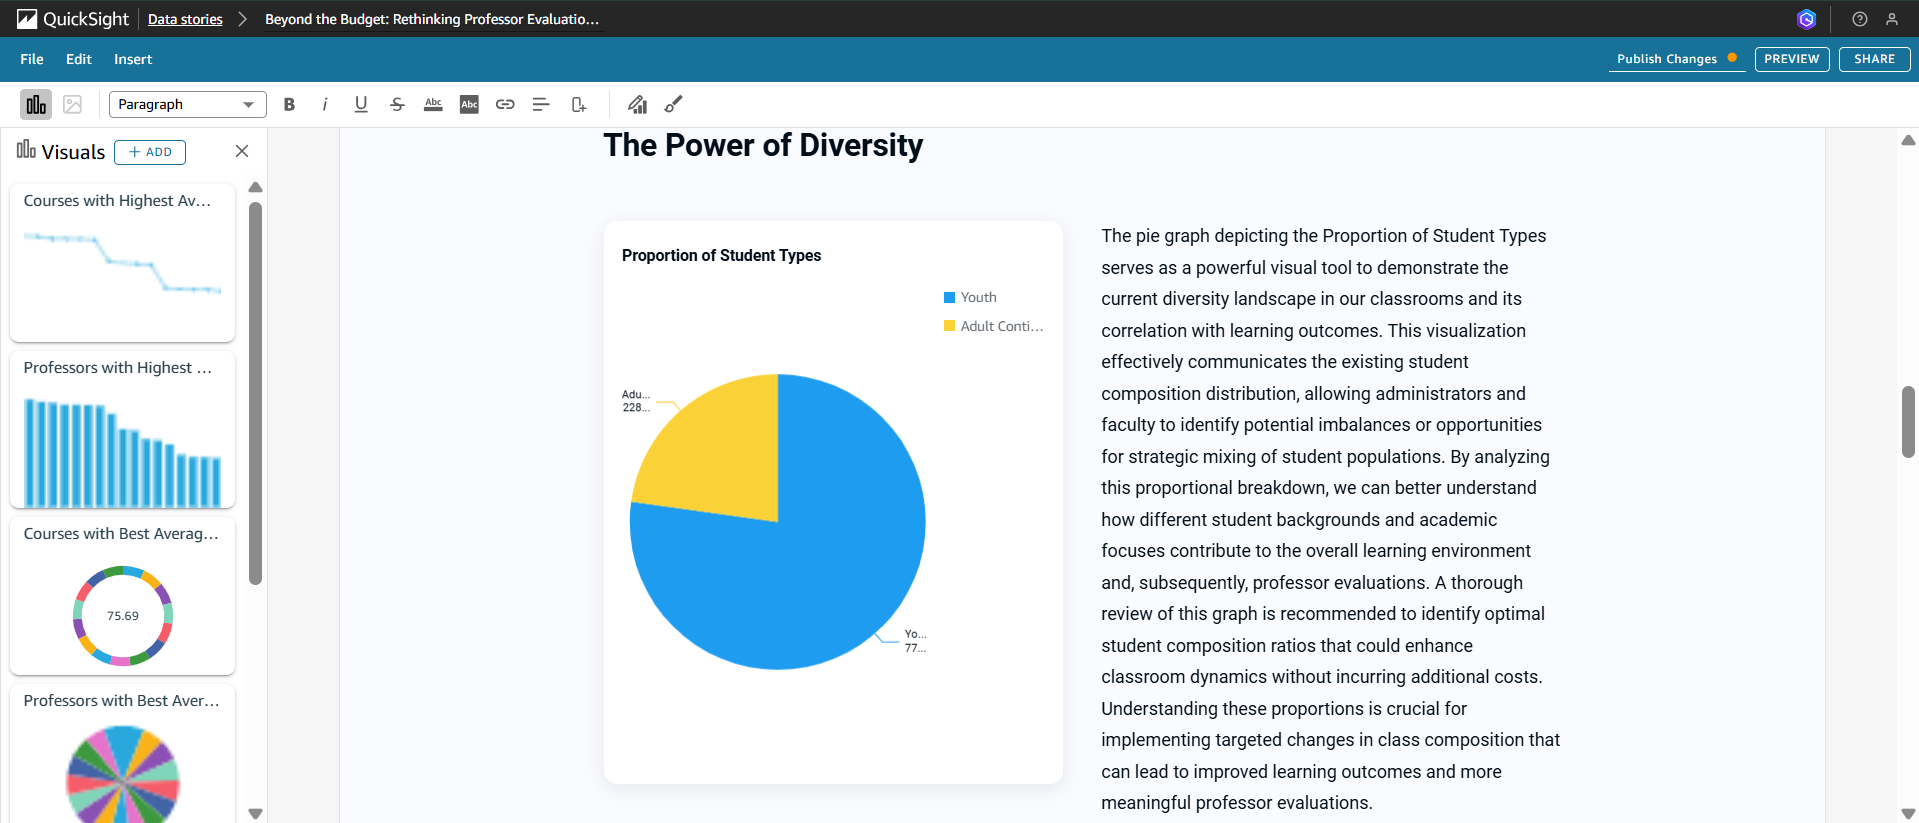 QuickSight Data stories Beyond the Budget: Rethinking Professor Evaluatio...
File Edit Insert Publish Changes PREVIEW SHARE
Paragraph B i U S Abc Abc
Visuals + ADD
Courses with Highest Av...
Professors with Highest ...
Courses with Best Averag...
75.69
Professors with Best Aver...
The Power of Diversity
Proportion of Student Types
Youth
Adult Conti...
Adu...
228...
Yo...
77...
The pie graph depicting the Proportion of Student Types
serves as a powerful visual tool to demonstrate the
current diversity landscape in our classrooms and its
correlation with learning outcomes. This visualization
effectively communicates the existing student
composition distribution, allowing administrators and
faculty to identify potential imbalances or opportunities
for strategic mixing of student populations. By analyzing
this proportional breakdown, we can better understand
how different student backgrounds and academic
focuses contribute to the overall learning environment
and, subsequently, professor evaluations. A thorough
review of this graph is recommended to identify optimal
student composition ratios that could enhance
classroom dynamics without incurring additional costs.
Understanding these proportions is crucial for
implementing targeted changes in class composition that
can lead to improved learning outcomes and more
meaningful professor evaluations.